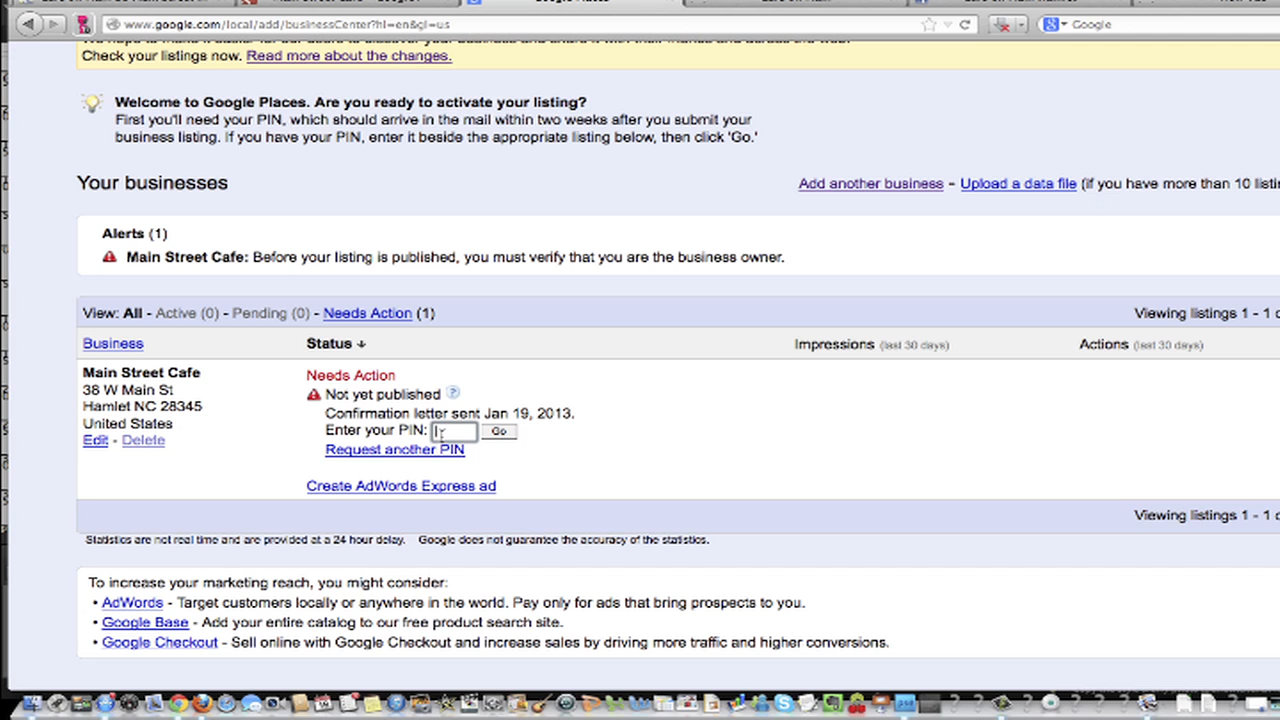 www.google.com/local/add/businessCenter?hl=en&gl=us
Google
Check your listings now. Read more about the changes.
Welcome to Google Places. Are you ready to activate your listing?
First you'll need your PIN, which should arrive in the mail within two weeks after you submit your
business listing. If you have your PIN, enter it beside the appropriate listing below, then click 'Go.'
Your businesses
Add another business - Upload a data file (if you have more than 10
Alerts (1)
Main Street Cafe: Before your listing is published, you must verify that you are the business owner.
View: All - Active (0) - Pending (0) - Needs Action (1)
Viewing listings 1 - 1
Business
Status
Impressions (last 30 days)
Actions (last 30 days)
Main Street Cafe
38 W Main St
Hamlet NC 28345
United States
Edit - Delete
Needs Action
Not yet published ?
Confirmation letter sent Jan 19, 2013.
Enter your PIN:
Go
Request another PIN
Create AdWords Express ad
Viewing listings 1 - 1
Statistics are not real time and are provided at a 24 hour delay. Google does not guarantee the accuracy of the statistics.
To increase your marketing reach, you might consider:
• AdWords - Target customers locally or anywhere in the world. Pay only for ads that bring prospects to you.
• Google Base - Add your entire catalog to our free product search site.
• Google Checkout - Sell online with Google Checkout and increase sales by driving more traffic and higher conversions.